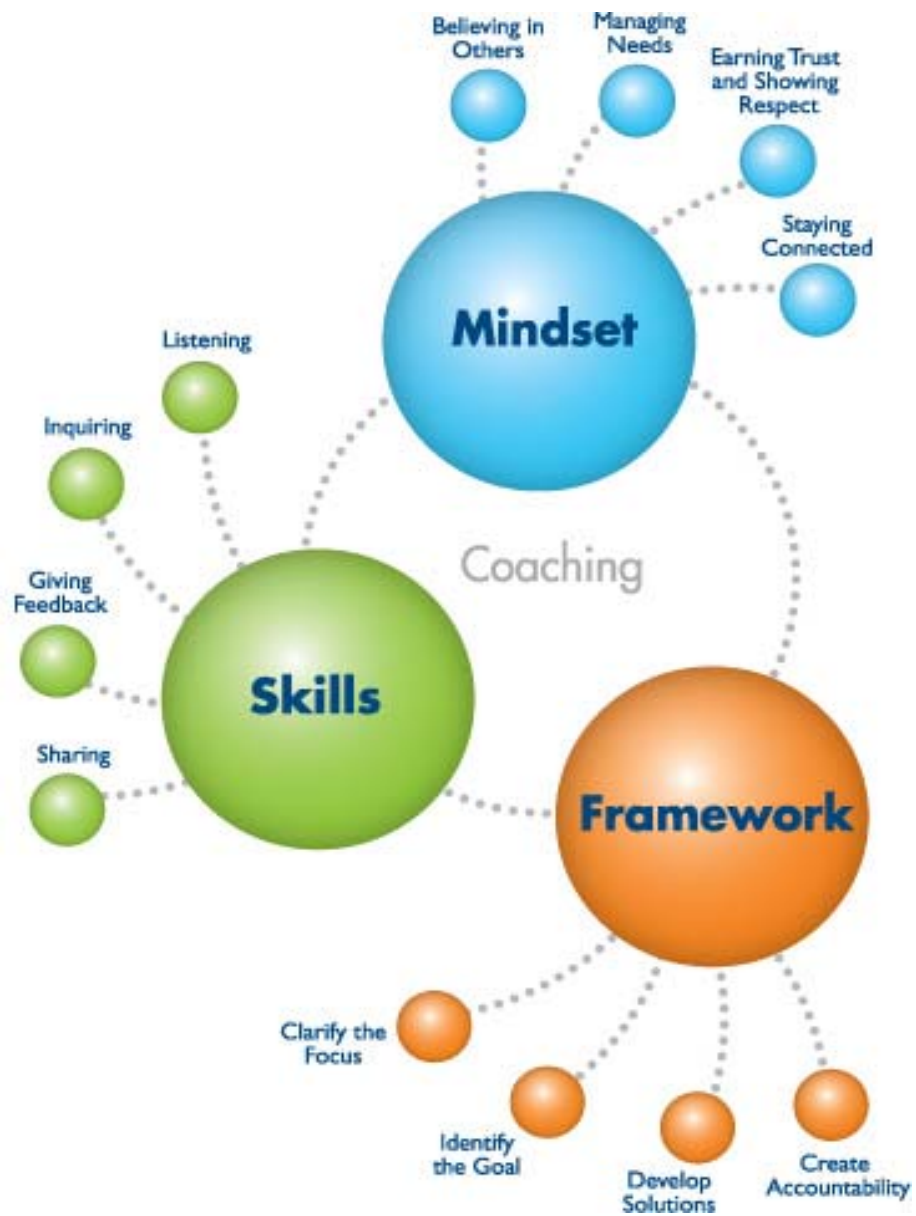 Believing in
Others
Managing
Needs
Earning Trust
and Showing
Respect
Staying
Connected
Mindset
Listening
Inquiring
Giving
Feedback
Sharing
Coaching
Skills
Framework
Clarify the
Focus
Identify
the Goal
Develop
Solutions
Create
Accountability